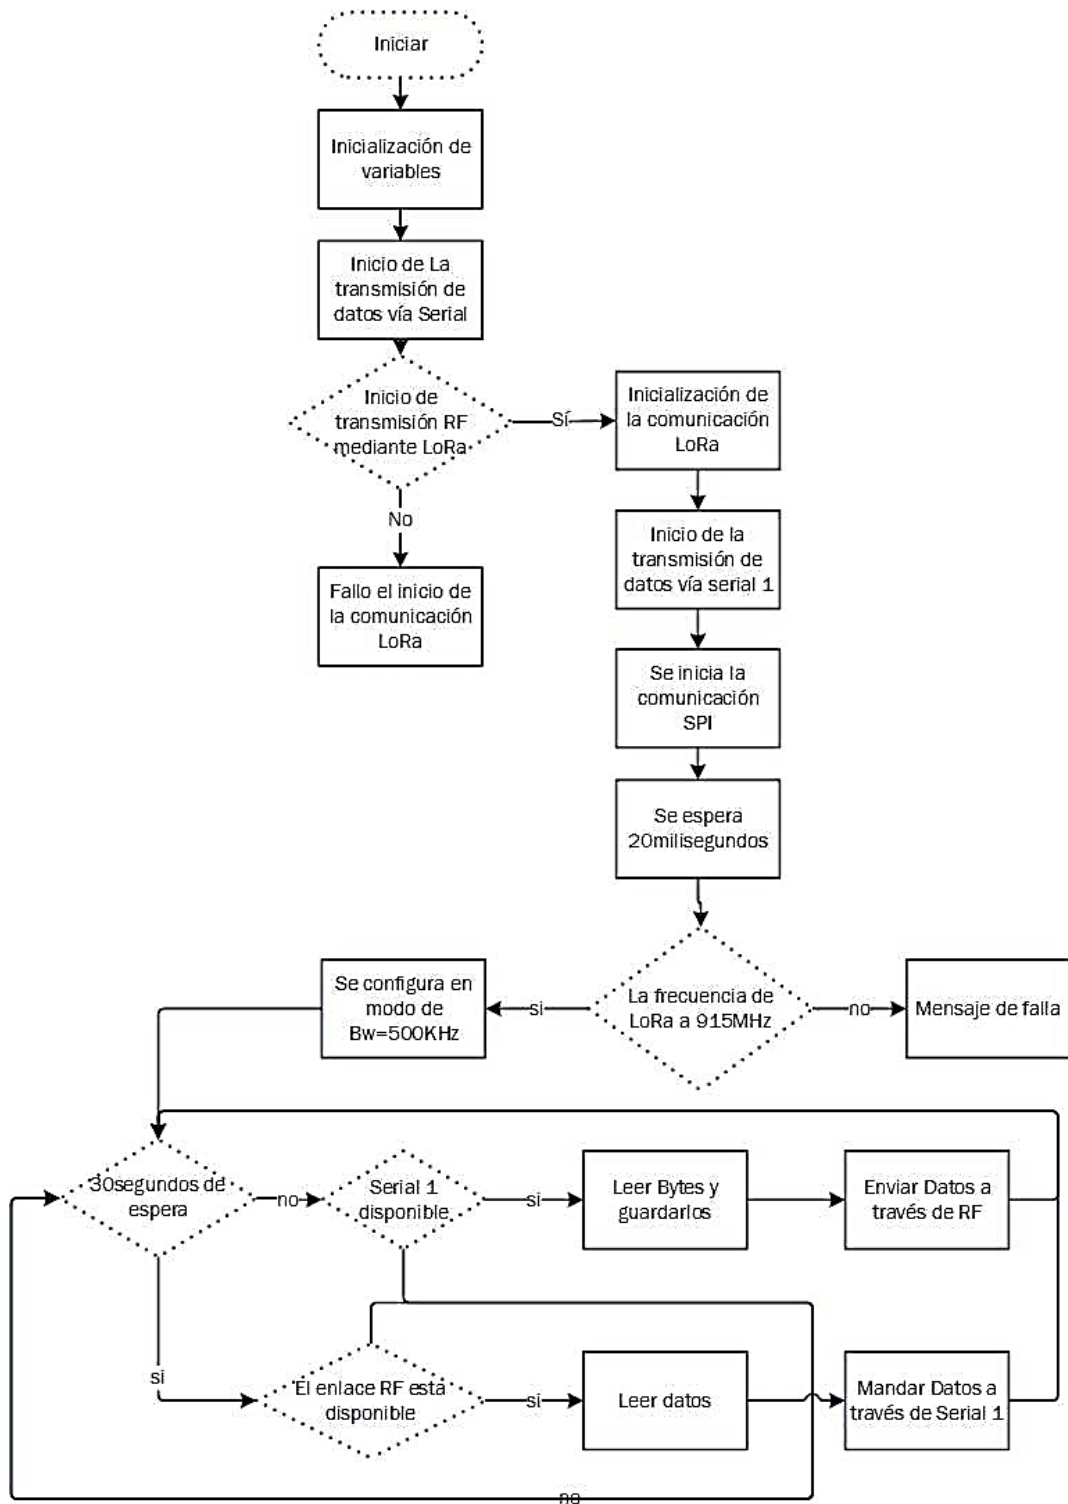 Iniciar
Inicialización de
variables
Inicio de La
transmisión de
datos vía Serial
Inicio de
transmisión RF
mediante LoRa
Sí
Inicialización de
la comunicación
LoRa
No
Inicio de la
transmisión de
datos vía serial 1
Fallo el inicio de
la comunicación
LoRa
Se inicia la
comunicación
SPI
Se espera
20milisegundos
La frecuencia de
LoRa a 915MHz
si
no
Se configura en
modo de
Bw=500KHz
Mensaje de falla
30segundos de
espera
no
Serial 1
disponible
si
Leer Bytes y
guardarlos
Enviar Datos a
través de RF
si
El enlace RF esta
disponible
si
Leer datos
Mandar Datos a
través de Serial 1
no